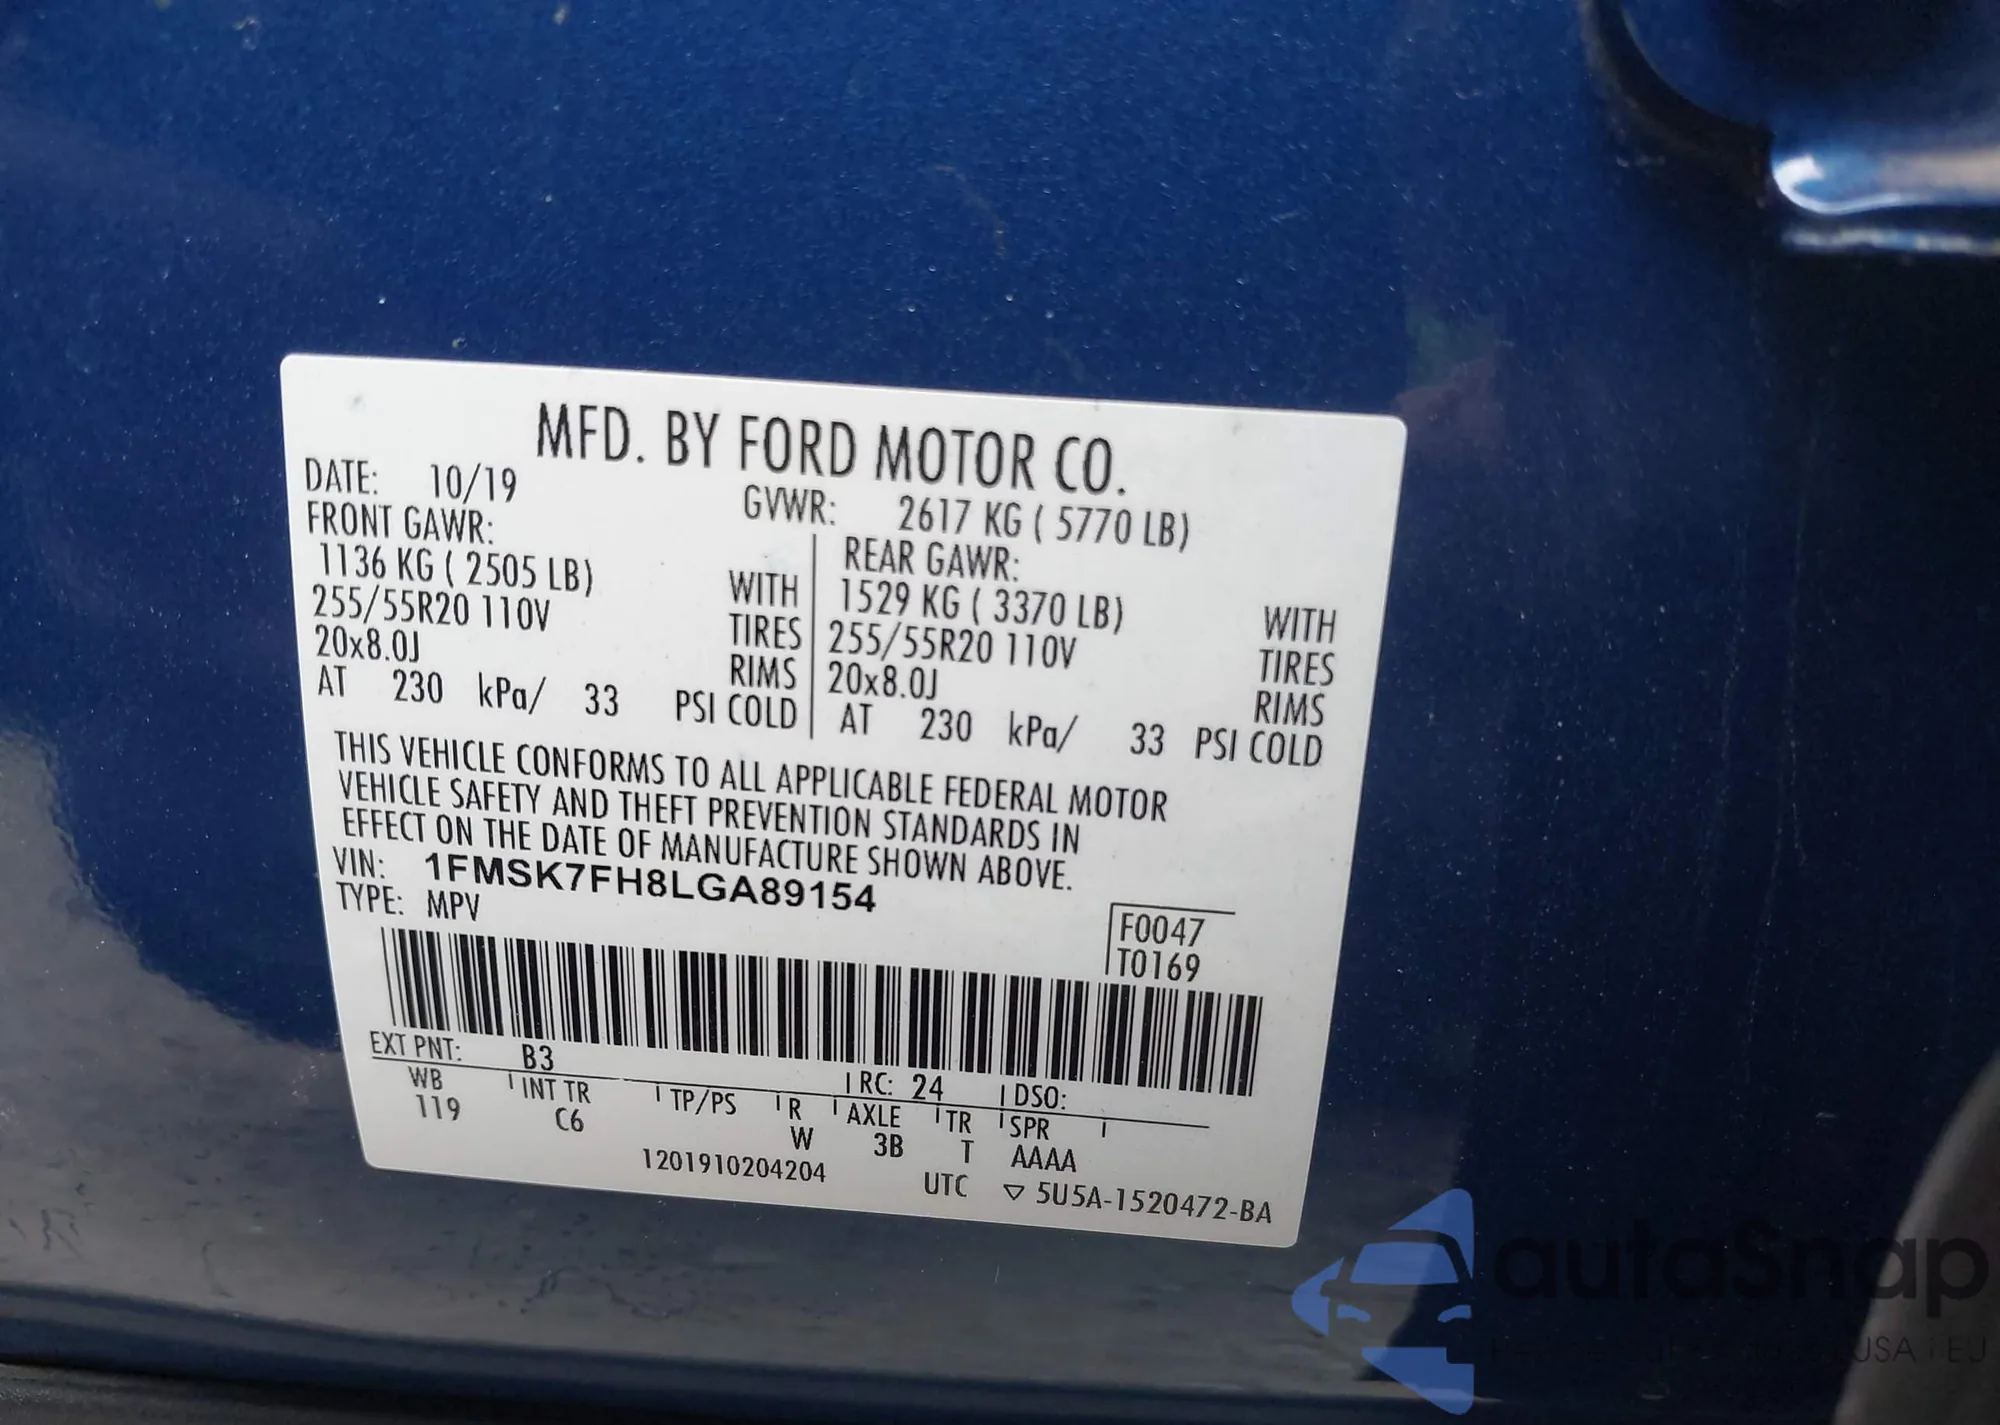 MFD. BY FORD MOTOR CO.
DATE: 10/19 GVWR: 2617 KG ( 5770 LB)
FRONT GAWR: REAR GAWR:
1136 KG ( 2505 LB) WITH 1529 KG ( 3370 LB) WITH
255/55R20 110V TIRES 255/55R20 110V TIRES
20x8.0J RIMS 20x8.0J RIMS
AT 230 kPa/ 33 PSI COLD AT 230 kPa/ 33 PSI COLD
THIS VEHICLE CONFORMS TO ALL APPLICABLE FEDERAL MOTOR
VEHICLE SAFETY AND THEFT PREVENTION STANDARDS IN
EFFECT ON THE DATE OF MANUFACTURE SHOWN ABOVE.
VIN: 1FMSK7FH8LGA89154
TYPE: MPV
F0047
T0169
EXT PNT: B3 RC: 24 DSO:
WB INT TR TP/PS R AXLE TR SPR
119 C6 W 3B T AAAA
1201910204204 UTC ▽ 5U5A-1520472-BA
autoSnap
USA i EU